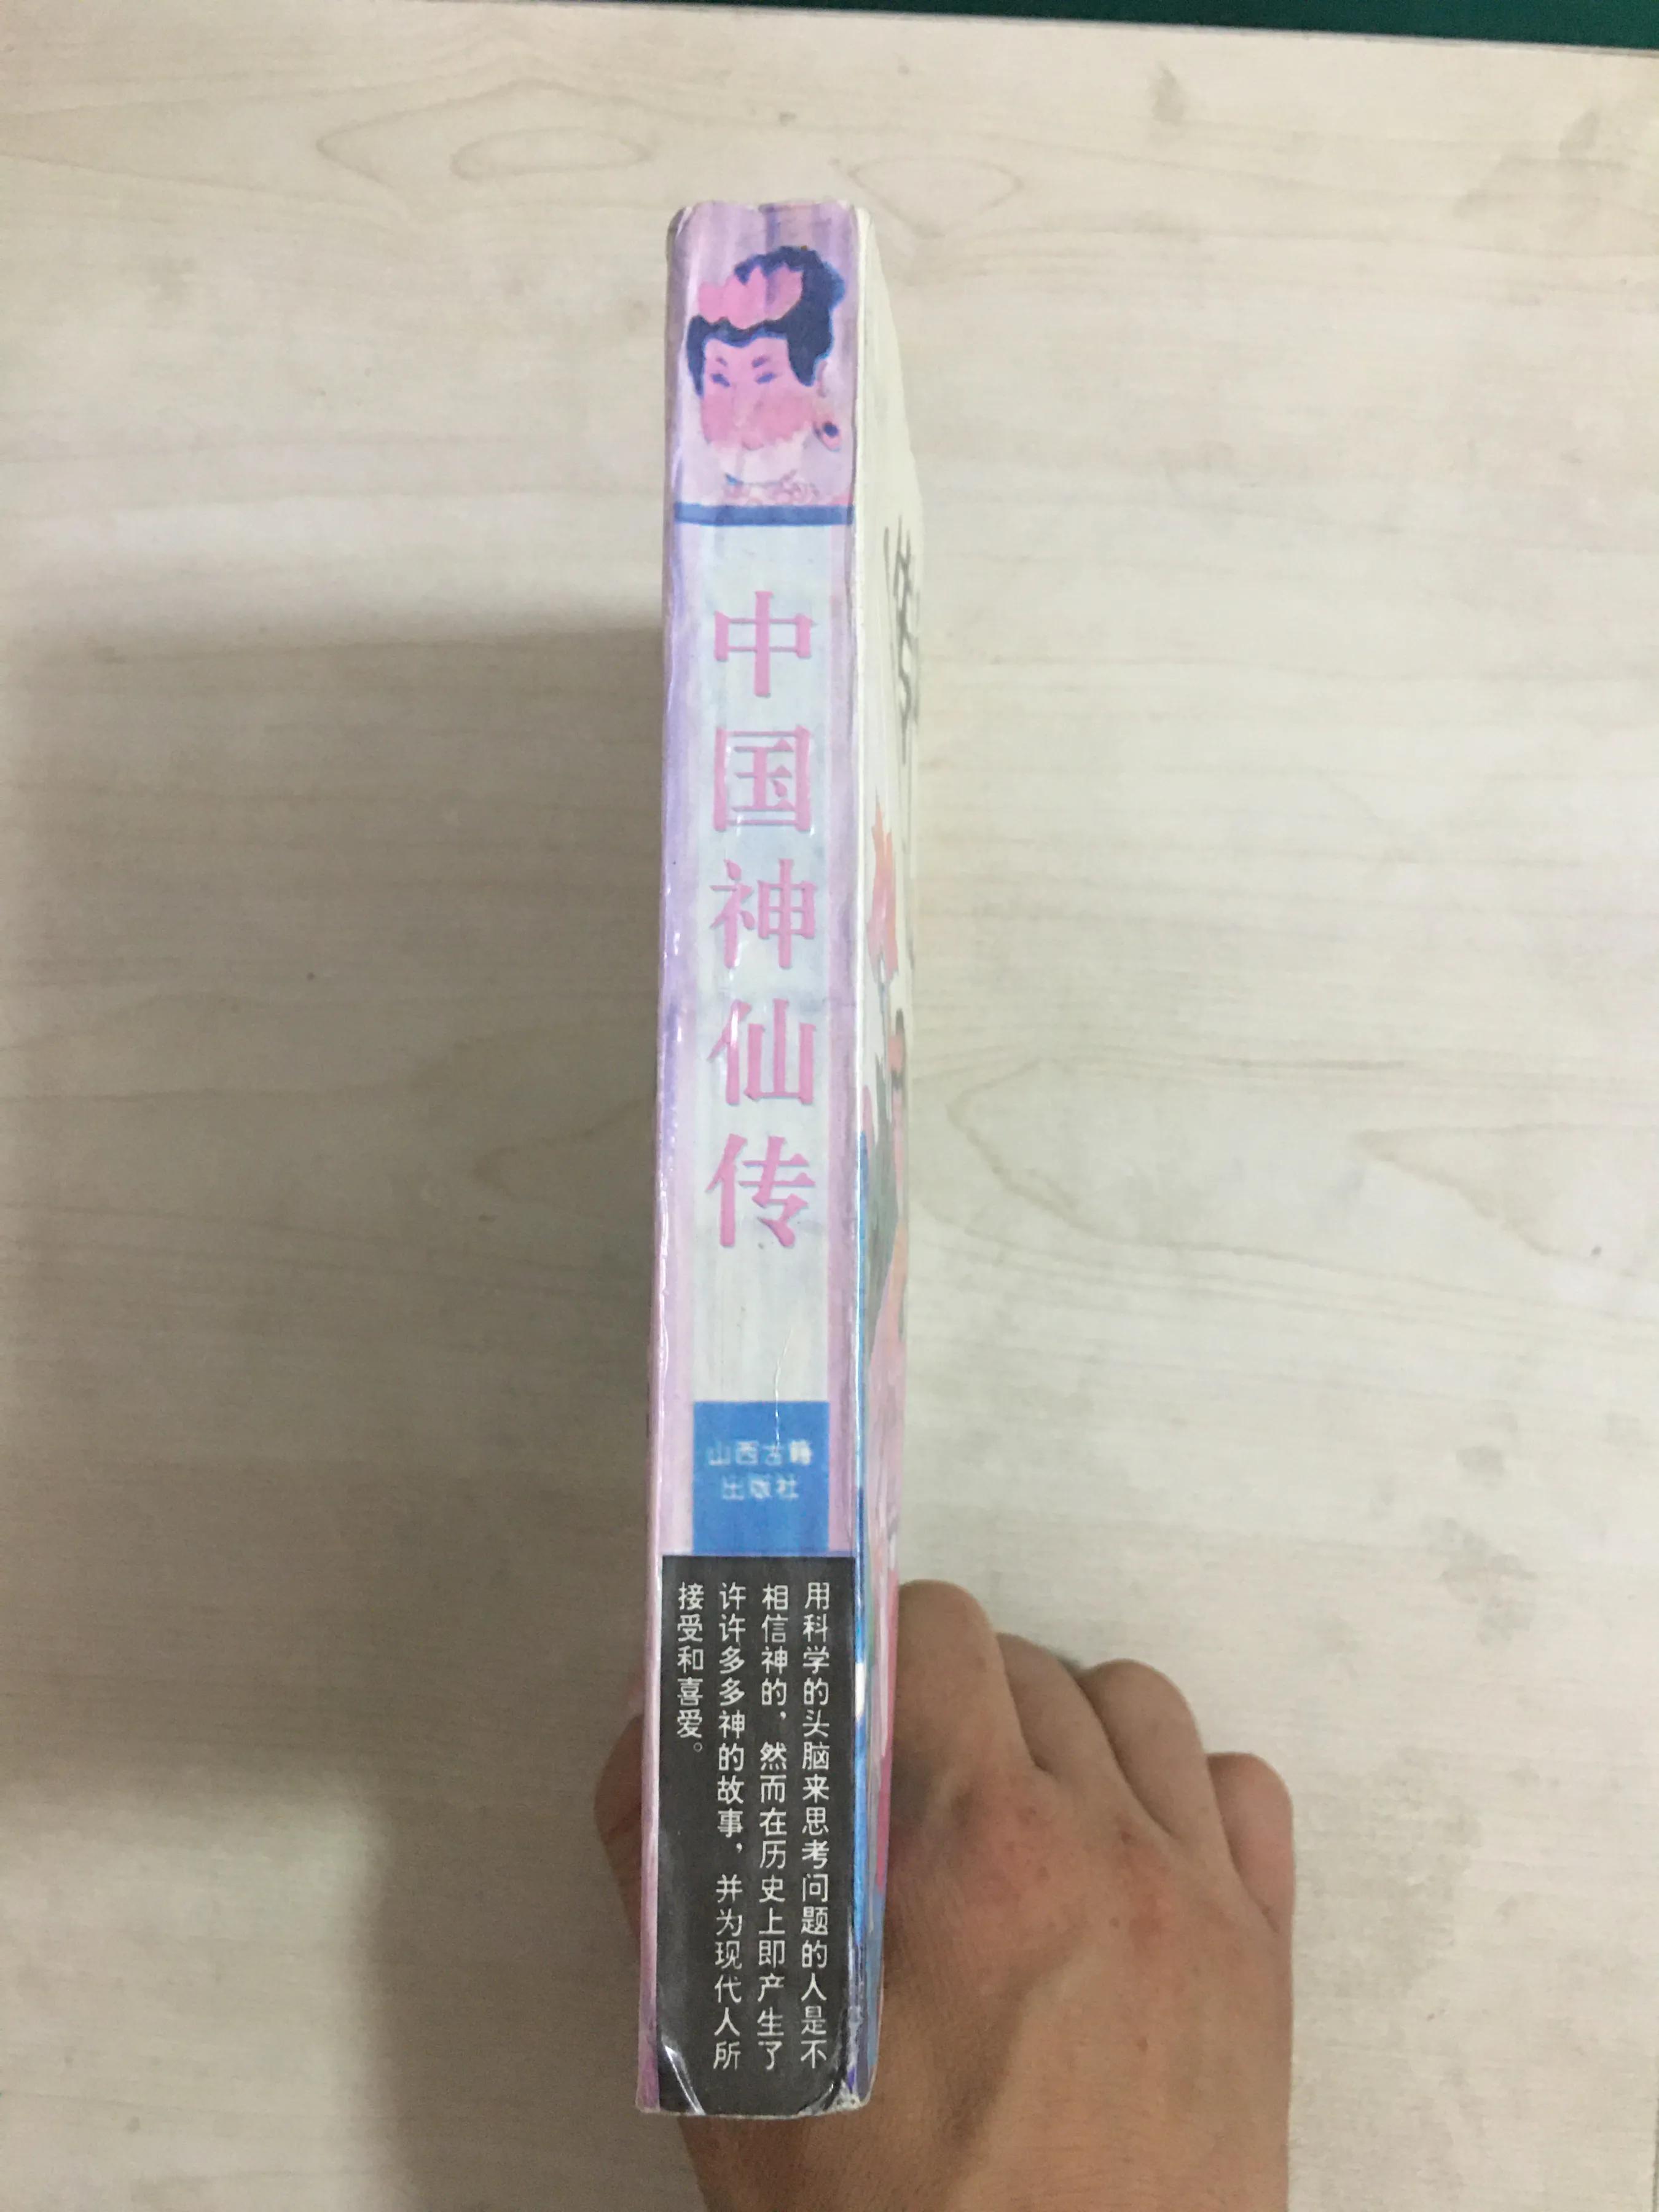 中国神仙传
山西古籍
出版社
用科学的头脑来思考问题的人是不
相信神的，然而在历史上即产生了
许许多多神的故事，并为现代人所
接受和喜爱。
传